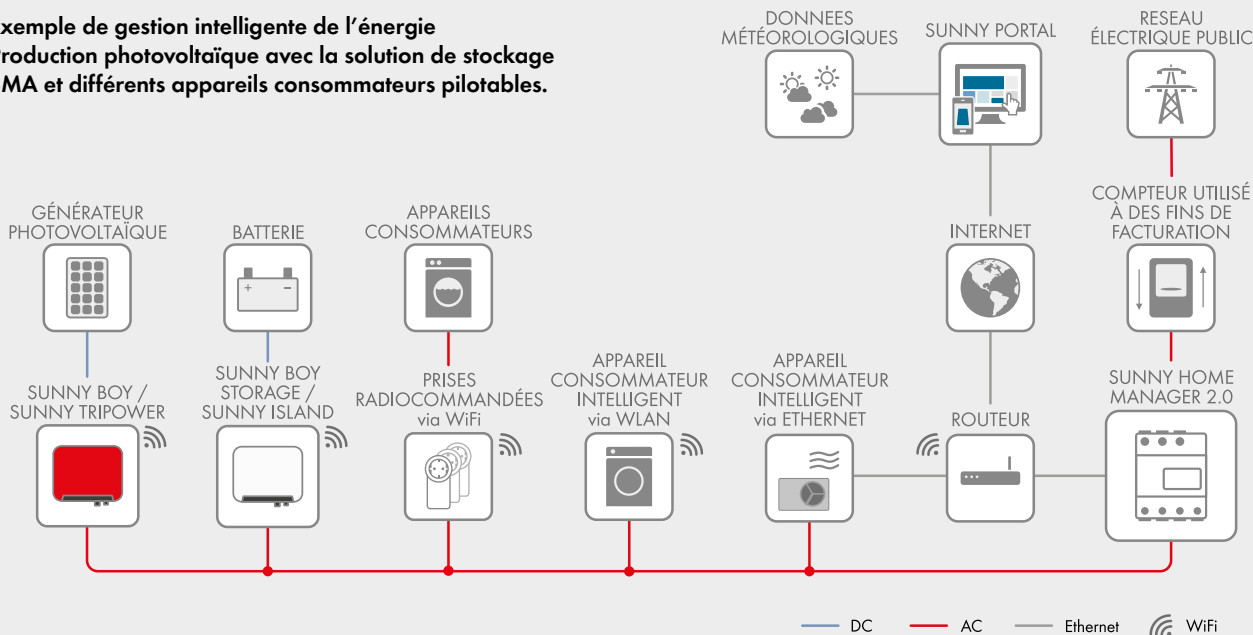 xemple de gestion intelligente de l’énergie
roduction photovoltaïque avec la solution de stockage
MA et différents appareils consommateurs pilotables.
DONNEES
MÉTÉOROLOGIQUES
SUNNY PORTAL
RESEAU
ÉLECTRIQUE PUBLIC
GÉNÉRATEUR
PHOTOVOLTAÏQUE
BATTERIE
APPAREILS
CONSOMMATEURS
INTERNET
COMPTEUR UTILISÉ
À DES FINS DE
FACTURATION
SUNNY BOY /
SUNNY TRIPOWER
SUNNY BOY
STORAGE /
SUNNY ISLAND
PRISES
RADIOCOMMANDÉES
via WiFi
APPAREIL
CONSOMMATEUR
INTELLIGENT
via WLAN
APPAREIL
CONSOMMATEUR
INTELLIGENT
via ETHERNET
ROUTEUR
SUNNY HOME
MANAGER 2.0
DC
AC
Ethernet
WiFi